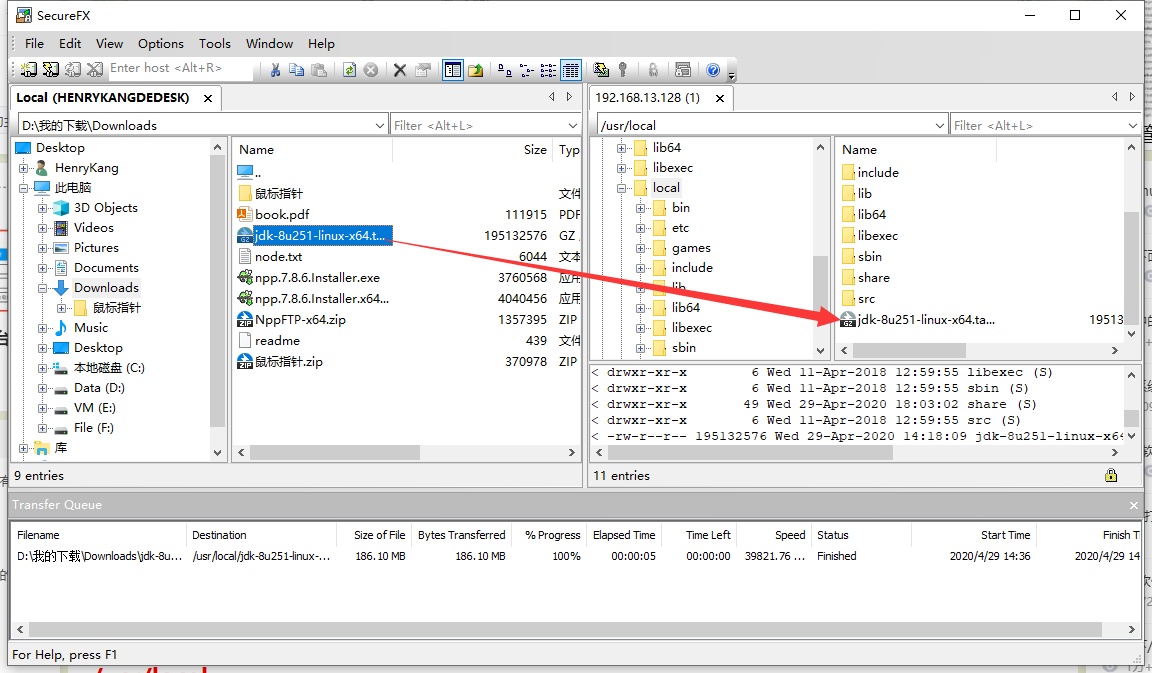 SecureFX
File Edit View Options Tools Window Help
Enter host <Alt+R>
Local (HENRYKANGDEDESK)
D:\我的下载\Downloads
Filter <Alt+L>
Desktop
HenryKang
此电脑
3D Objects
Videos
Pictures
Documents
Downloads
鼠标指针
Music
Desktop
本地磁盘 (C:)
Data (D:)
VM (E:)
File (F:)
库
Name Size Typ
..
鼠标指针 文件
book.pdf 111915 PDF
jdk-8u251-linux-x64.t... 195132576 GZ
node.txt 6044 文本
npp.7.8.6.Installer.exe 3760568 应用
npp.7.8.6.Installer.x64... 4040456 应用
NppFTP-x64.zip 1357395 ZIP
readme 439 文件
鼠标指针.zip 370978 ZIP
9 entries
192.168.13.128 (1)
/usr/local
Filter <Alt+L>
lib64
libexec
local
bin
etc
games
include
lib
lib64
libexec
sbin
Name
include
lib
lib64
libexec
sbin
share
src
jdk-8u251-linux-x64.ta... 19513
< drwxr-xr-x 6 Wed 11-Apr-2018 12:59:55 libexec (S)
< drwxr-xr-x 6 Wed 11-Apr-2018 12:59:55 sbin (S)
< drwxr-xr-x 49 Wed 29-Apr-2020 18:03:02 share (S)
< drwxr-xr-x 6 Wed 11-Apr-2018 12:59:55 src (S)
< -rw-r--r-- 195132576 Wed 29-Apr-2020 14:18:09 jdk-8u251-linux-x64
11 entries
Transfer Queue
Filename Destination Size of File Bytes Transferred % Progress Elapsed Time Time Left Speed Status Start Time Finish T
D:\我的下载\Downloads\jdk-8u... /usr/local/jdk-8u251-linux-... 186.10 MB 186.10 MB 100% 00:00:05 00:00:00 39821.76 ... Finished 2020/4/29 14:36 2020/4/29 14
For Help, press F1